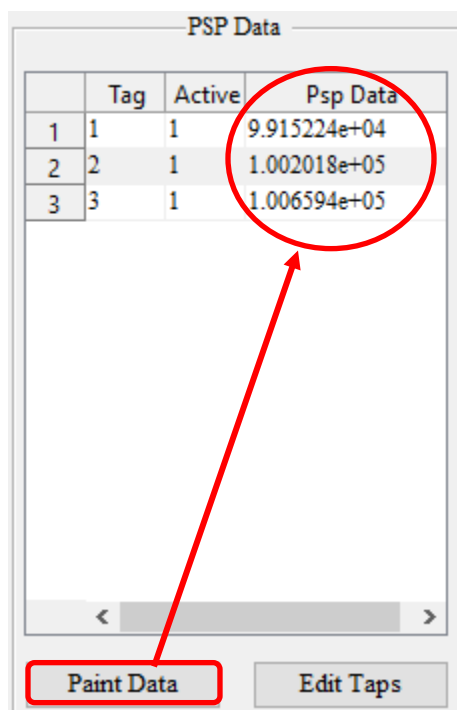 PSP Data
Tag Active Psp Data
1 1 1 9.915224e+04
2 2 1 1.002018e+05
3 3 1 1.006594e+05
Paint Data Edit Taps